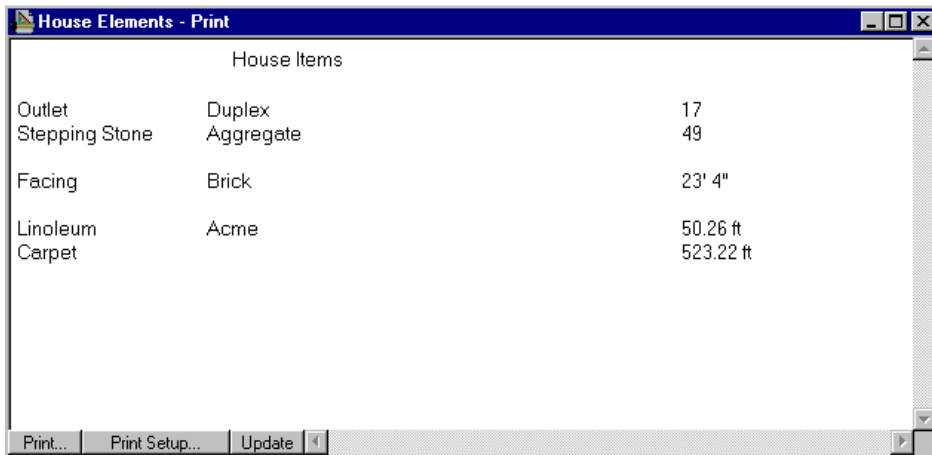 House Elements - Print
House Items
Outlet Duplex 17
Stepping Stone Aggregate 49
Facing Brick 23' 4"
Linoleum Acme 50.26 ft
Carpet 523.22 ft
Print... Print Setup... Update